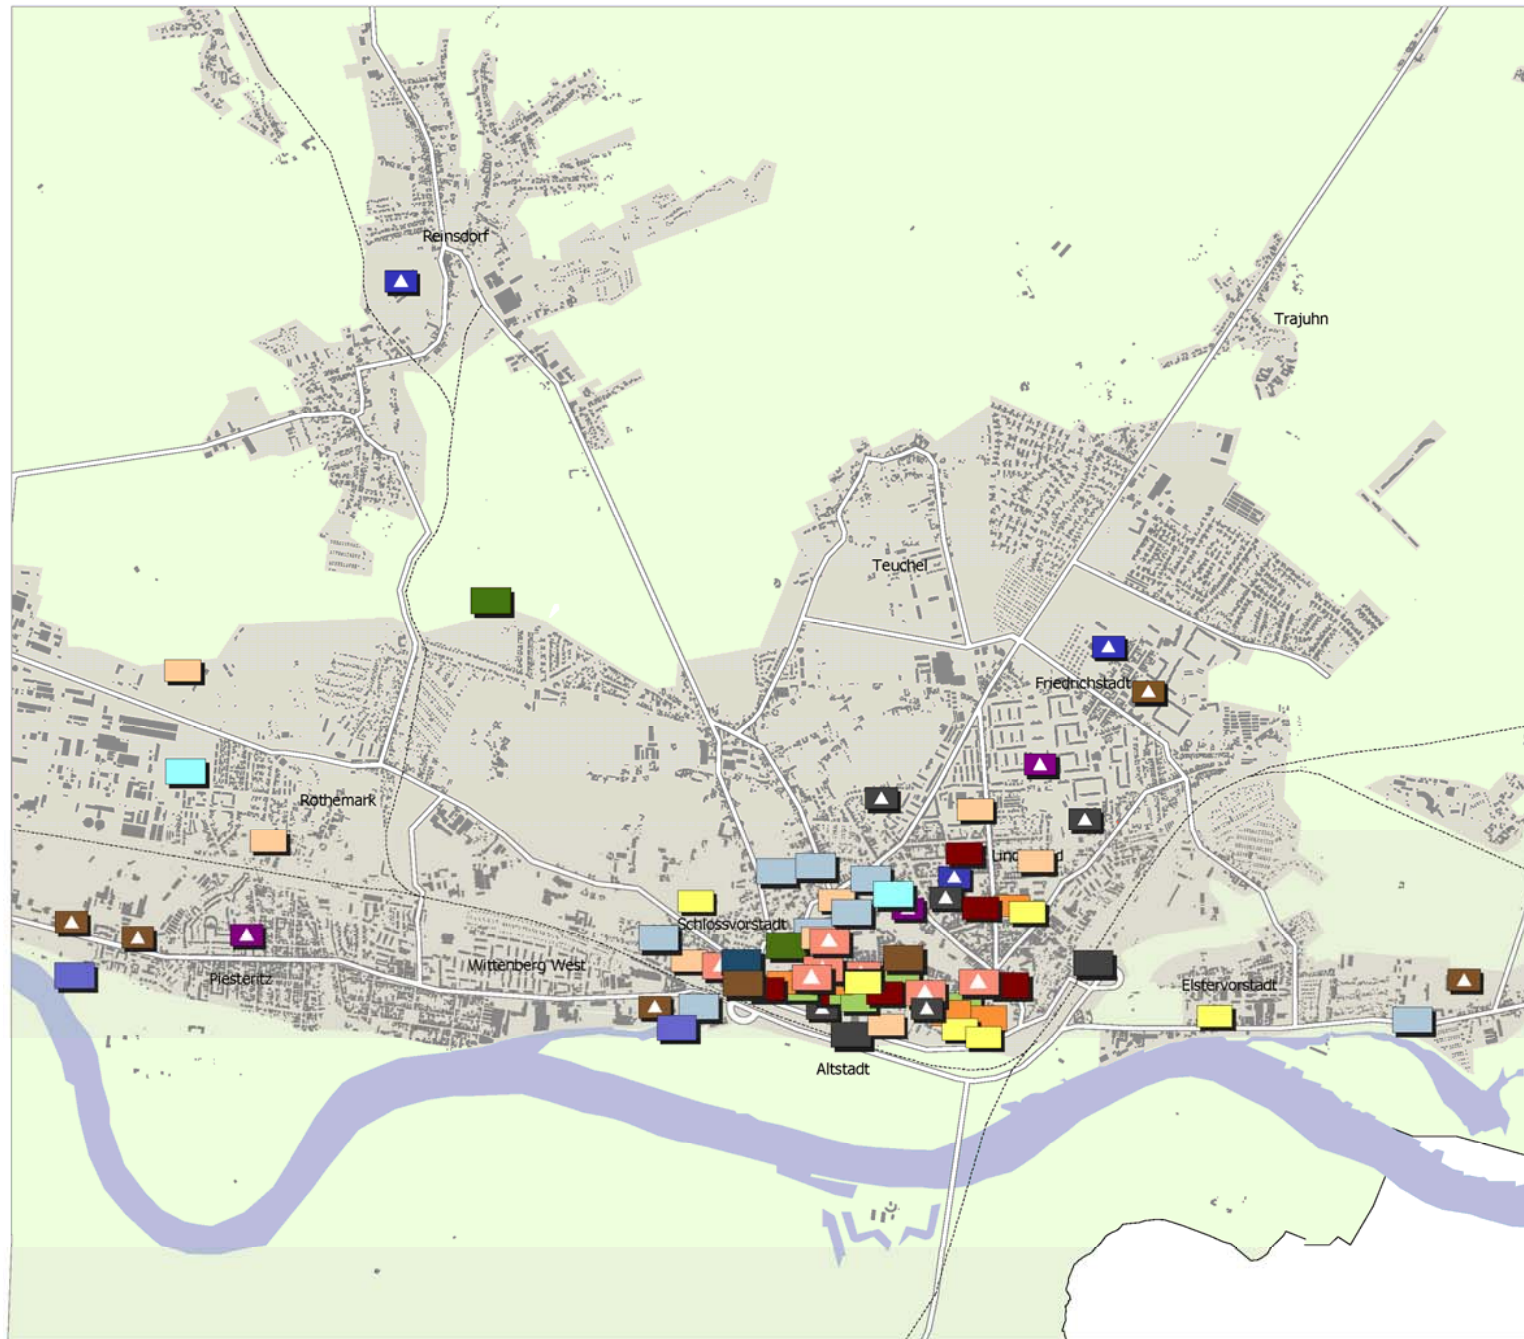 Reinsdorf
Trajuhn
Teuchel
Friedrichstadt
Rothemark
Schlossvorstadt
Wittenberg West
Piesteritz
Elstervorstadt
Altstadt